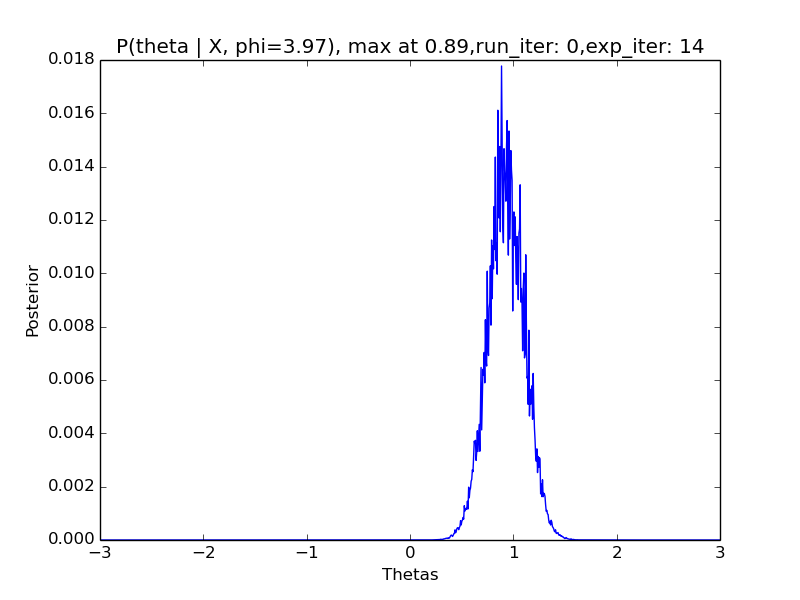 P(theta | X, phi=3.97), max at 0.89,run_iter: 0,exp_iter: 14
0.018
0.016
0.014
0.012
0.010
0.008
0.006
0.004
0.002
0.000
Posterior
−3 −2 −1 0 1 2 3
Thetas